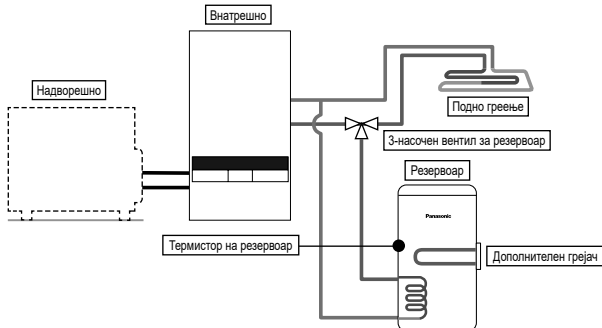 Внатрешно
Надворешно
Подно греење
3-насочен вентил за резервоар
Резервоар
Panasonic
Термистор на резервоар
Дополнителен грејач